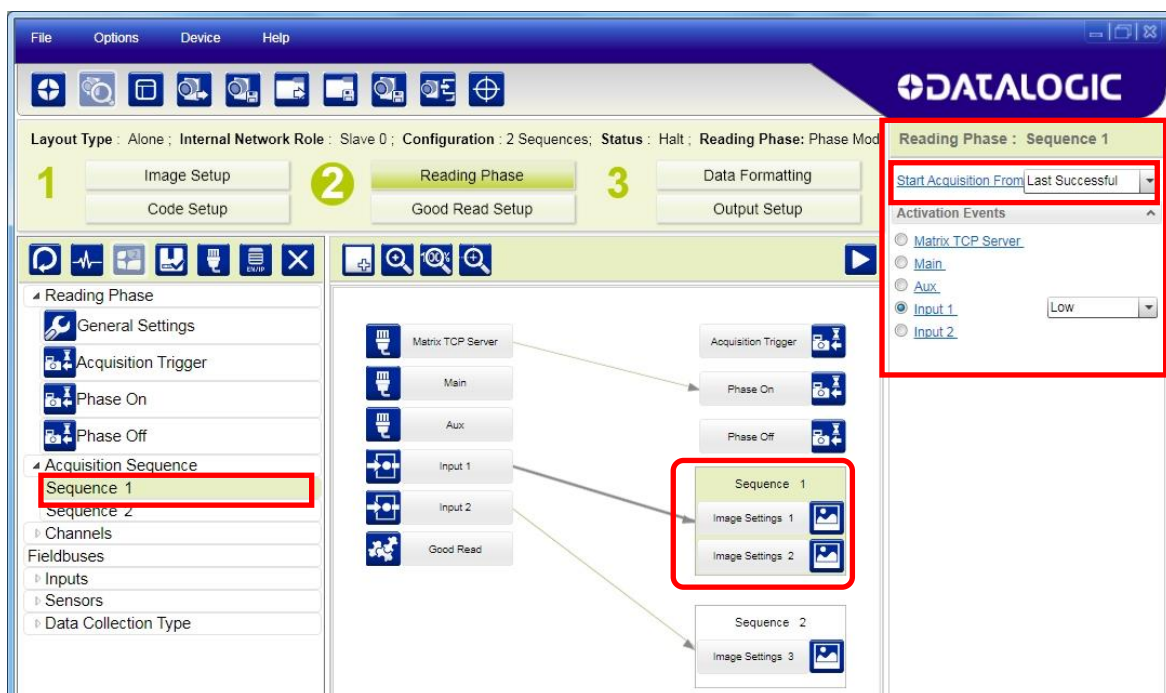 File Options Device Help
DATALOGIC
Layout Type : Alone ; Internal Network Role : Slave 0 ; Configuration : 2 Sequences; Status : Halt ; Reading Phase: Phase Mod
1 Image Setup 2 Reading Phase 3 Data Formatting
Code Setup Good Read Setup Output Setup
EN/IP
100%
Reading Phase
General Settings
Acquisition Trigger
Phase On
Phase Off
Acquisition Sequence
Sequence 1
Sequence 2
Channels
Fieldbuses
Inputs
Sensors
Data Collection Type
Matrix TCP Server
Main
Aux
Input 1
Input 2
Good Read
Acquisition Trigger
Phase On
Phase Off
Sequence 1
Image Settings 1
Image Settings 2
Sequence 2
Image Settings 3
Reading Phase : Sequence 1
Start Acquisition From Last Successful
Activation Events
Matrix TCP Server
Main
Aux
Input 1 Low
Input 2